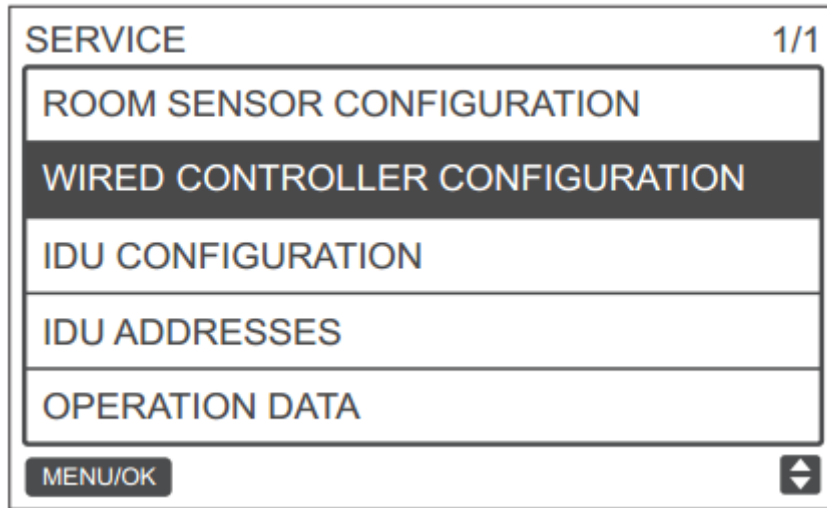 SERVICE 1/1
ROOM SENSOR CONFIGURATION
WIRED CONTROLLER CONFIGURATION
IDU CONFIGURATION
IDU ADDRESSES
OPERATION DATA
MENU/OK